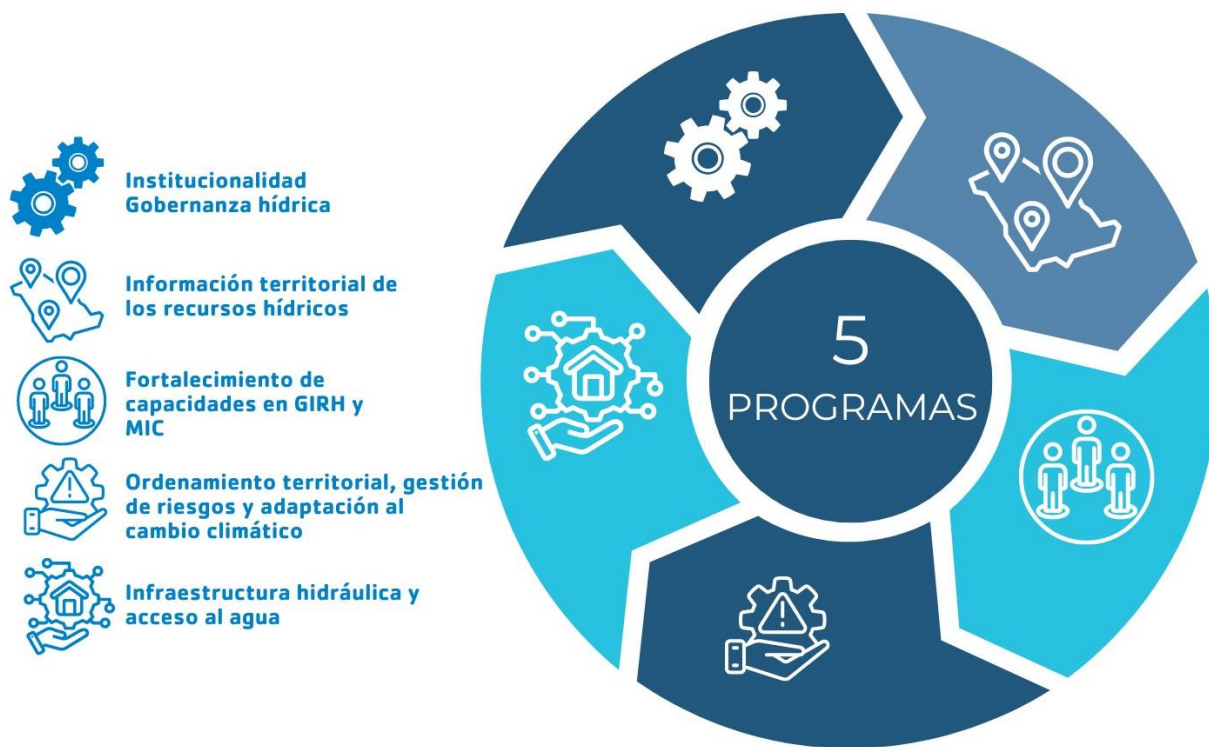 Institucionalidad
Gobernanza hídrica
Información territorial de
los recursos hídricos
Fortalecimiento de
capacidades en GIRH y
MIC
Ordenamiento territorial, gestión
de riesgos y adaptación al
cambio climático
Infraestructura hidráulica y
acceso al agua
5
PROGRAMAS